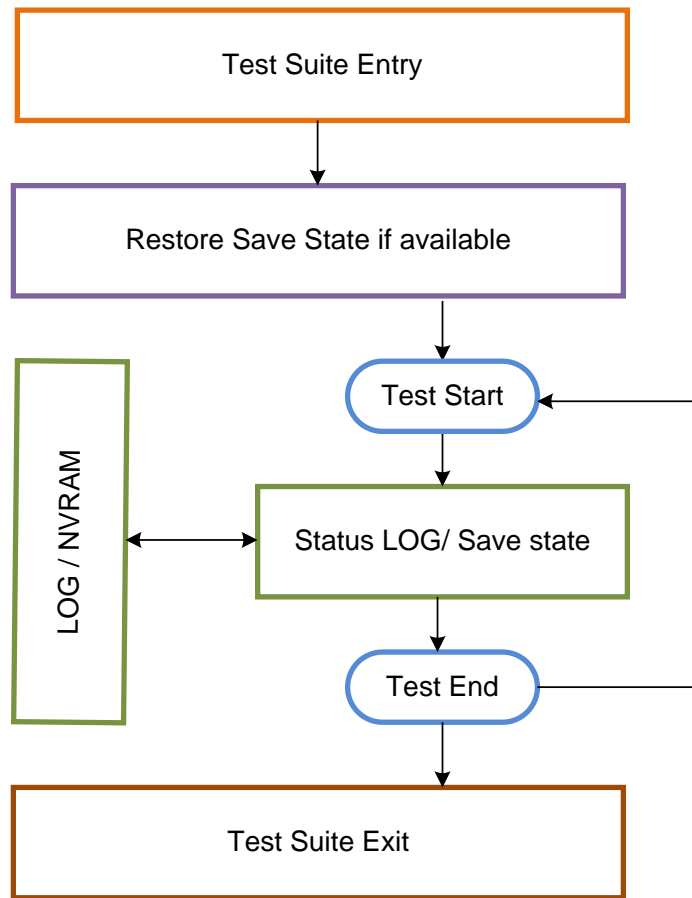 Test Suite Entry
Restore Save State if available
Test Start
LOG / NVRAM
Status LOG/ Save state
Test End
Test Suite Exit